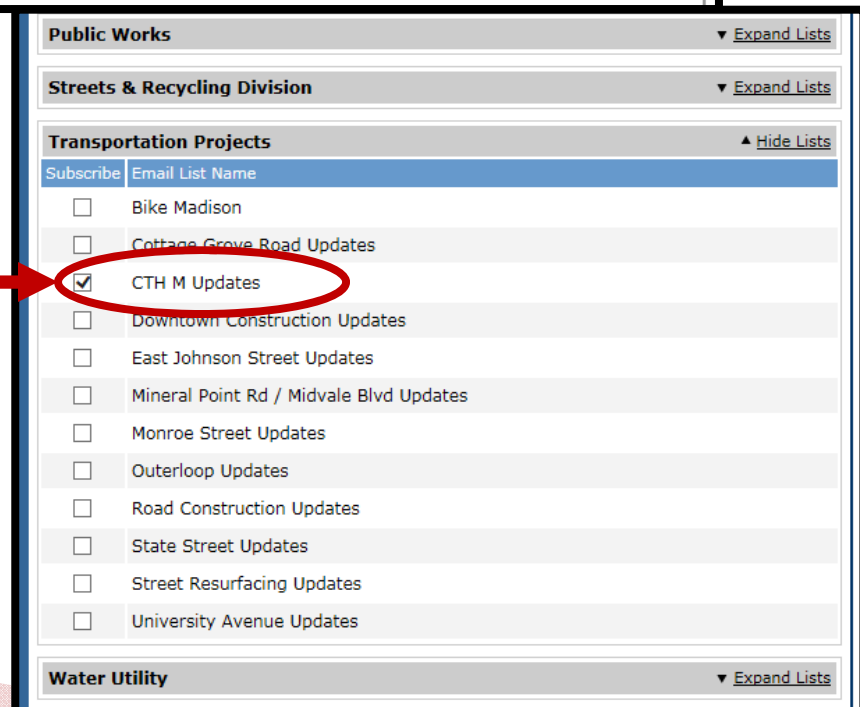 Public Works ▼ Expand Lists
Streets & Recycling Division ▼ Expand Lists
Transportation Projects ▲ Hide Lists
Subscribe Email List Name
Bike Madison
Cottage Grove Road Updates
CTH M Updates
Downtown Construction Updates
East Johnson Street Updates
Mineral Point Rd / Midvale Blvd Updates
Monroe Street Updates
Outerloop Updates
Road Construction Updates
State Street Updates
Street Resurfacing Updates
University Avenue Updates
Water Utility ▼ Expand Lists